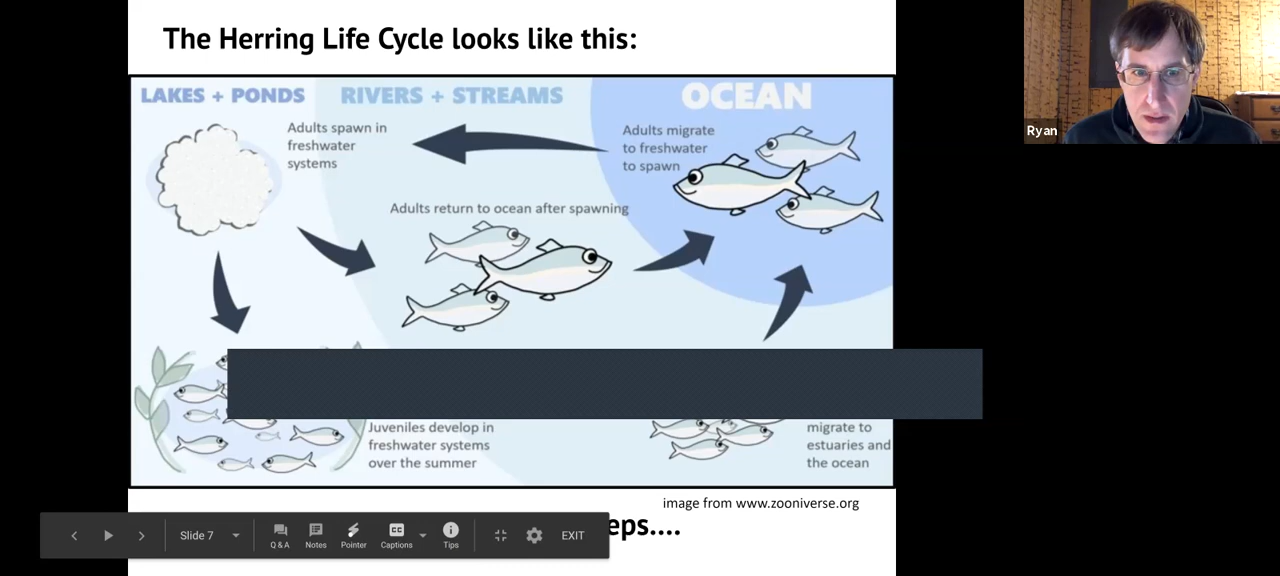 The Herring Life Cycle looks like this:
LAKES + PONDS
RIVERS + STREAMS
OCEAN
Adults spawn in
freshwater
systems
Adults migrate
to freshwater
to spawn
Adults return to ocean after spawning
Juveniles develop in
freshwater systems
over the summer
migrate to
estuaries and
the ocean
image from www.zooniverse.org
eps....
Slide 7
Q & A
Notes
Pointer
CC
Captions
Tips
EXIT
Ryan